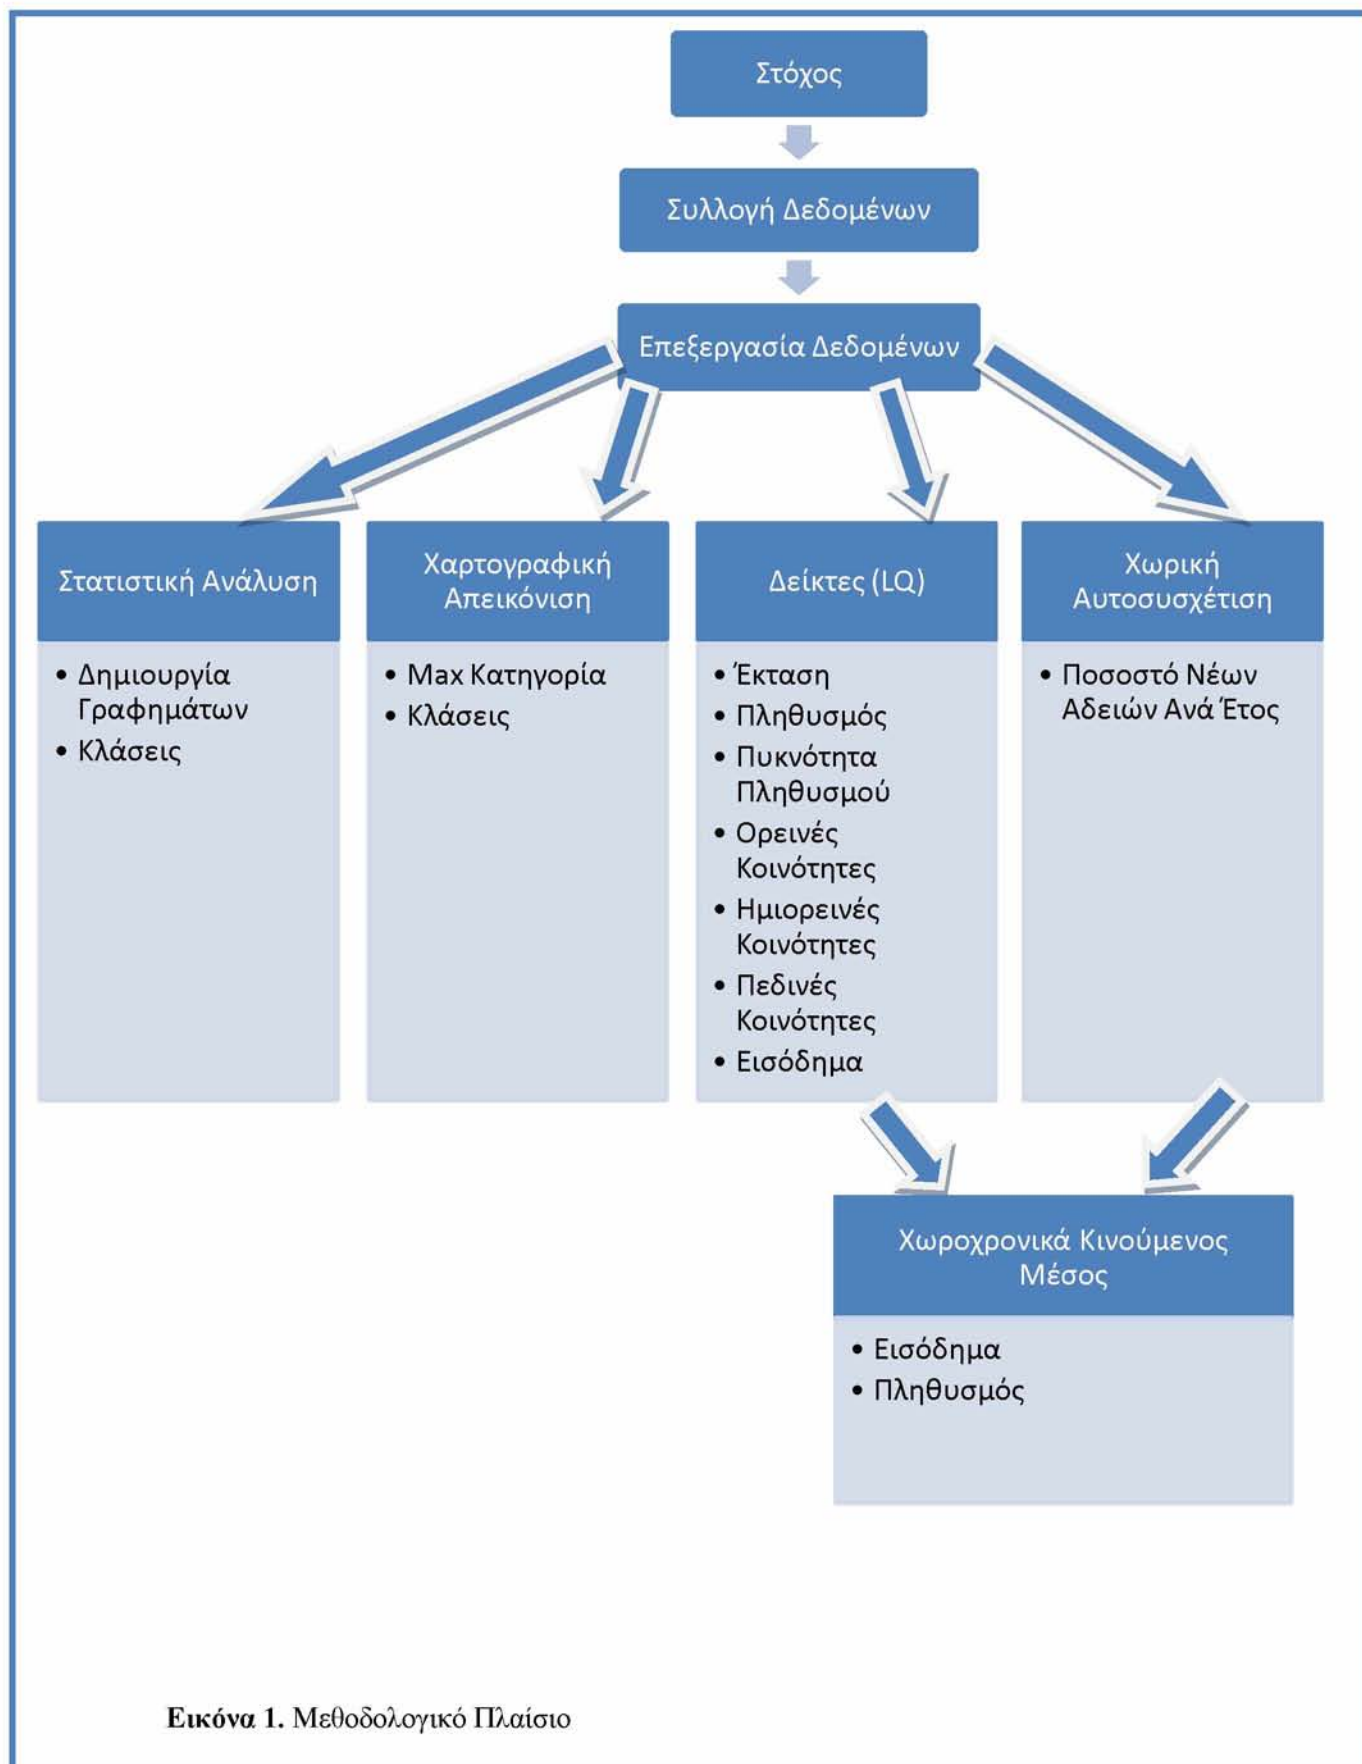 Στόχος
Συλλογή Δεδομένων
Επεξεργασία Δεδομένων
Στατιστική Ανάλυση
• Δημιουργία
Γραφημάτων
• Κλάσεις
Χαρτογραφική
Απεικόνιση
• Max Κατηγορία
• Κλάσεις
Δείκτες (LQ)
• Έκταση
• Πληθυσμός
• Πυκνότητα
Πληθυσμού
• Ορεινές
Κοινότητες
• Ημιορεινές
Κοινότητες
• Πεδινές
Κοινότητες
• Εισόδημα
Χωρική
Αυτοσυσχέτιση
• Ποσοστό Νέων
Αδειών Ανά Έτος
Χωροχρονικά Κινούμενος
Μέσος
• Εισόδημα
• Πληθυσμός
Εικόνα 1. Μεθοδολογικό Πλαίσιο